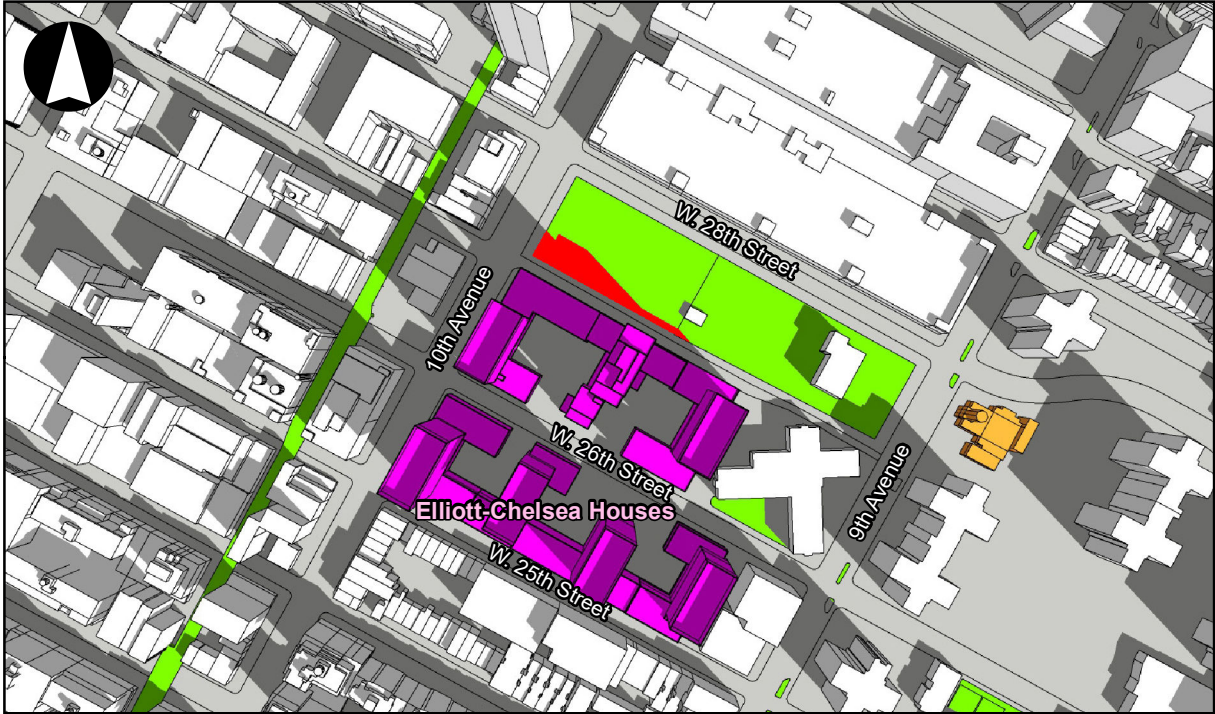 W. 28th Street
10th Avenue
W. 26th Street
9th Avenue
Elliott-Chelsea Houses
W. 25th Street